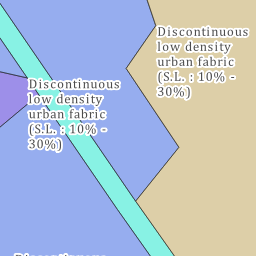 Discontinuous
low density
urban fabric
(S.L. : 10% -
30%)
Discontinuous
low density
urban fabric
(S.L. : 10% -
30%)